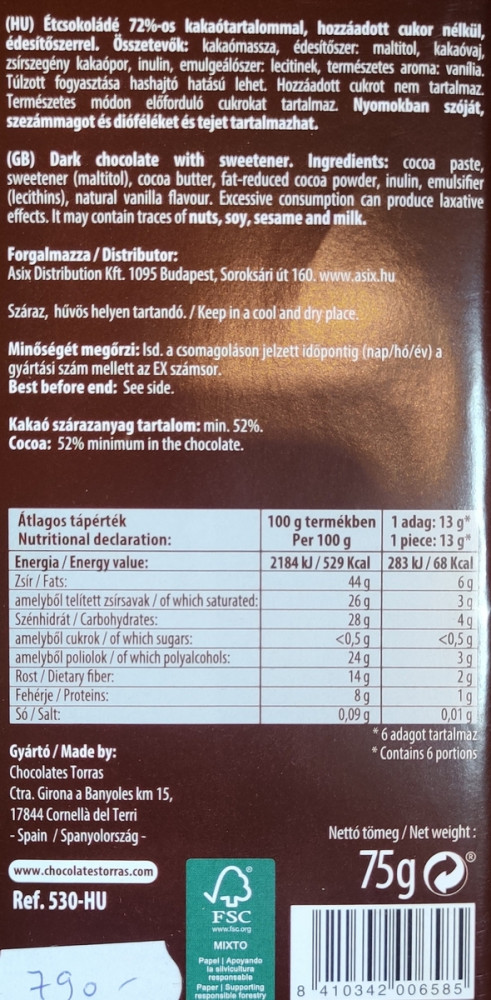 (HU) Étcsokoládé 72%-os kakaótartalommal, hozzáadott cukor nélkül,
édesítőszerrel. Összetevők: kakaómassza, édesítőszer: maltitol, kakaóvaj,
zsírszegény kakaópor, inulin, emulgeálószer: lecitinek, természetes aroma: vanília.
Túlzott fogyasztása hashajtó hatású lehet. Hozzáadott cukrot nem tartalmaz.
Természetes módon előforduló cukrokat tartalmaz. Nyomokban szóját,
szezámmagot és dióféléket és tejet tartalmazhat.
(GB) Dark chocolate with sweetener. Ingredients: cocoa paste,
sweetener (maltitol), cocoa butter, fat-reduced cocoa powder, inulin, emulsifier
(lecithins), natural vanilla flavour. Excessive consumption can produce laxative
effects. It may contain traces of nuts, soy, sesame and milk.
Forgalmazza / Distributor:
Asix Distribution Kft. 1095 Budapest, Soroksári út 160. www.asix.hu
Száraz, hűvös helyen tartandó. / Keep in a cool and dry place.
Minőségét megőrzi: lsd. a csomagoláson jelzett időpontig (nap/hó/év) a
gyártási szám mellett az EX számsor.
Best before end: See side.
Kakaó szárazanyag tartalom: min. 52%.
Cocoa: 52% minimum in the chocolate.
Átlagos tápérték 100 g termékben 1 adag: 13 g*
Nutritional declaration: Per 100 g 1 piece: 13 g*
Energia / Energy value: 2184 kJ / 529 Kcal 283 kJ / 68 Kcal
Zsír / Fats: 44 g 6 g
amelyből telített zsírsavak / of which saturated: 26 g 3 g
Szénhidrát / Carbohydrates: 28 g 4 g
amelyből cukrok / of which sugars: <0,5 g <0,5 g
amelyből poliolok / of which polyalcohols: 24 g 3 g
Rost / Dietary fiber: 14 g 2 g
Fehérje / Proteins: 8 g 1 g
Só / Salt: 0,09 g 0,01 g
* 6 adagot tartalmaz
* Contains 6 portions
Gyártó / Made by:
Chocolates Torras
Ctra. Girona a Banyoles km 15,
17844 Cornellà del Terri
- Spain / Spanyolország -
www.chocolatestorras.com
Ref. 530-HU
Nettó tömeg / Net weight :
75g ®
FSC
www.fsc.org
MIXTO
Papel | Apoyando
la silvicultura
responsable
Paper | Supporting
responsible forestry
8 410342 006585
790 -